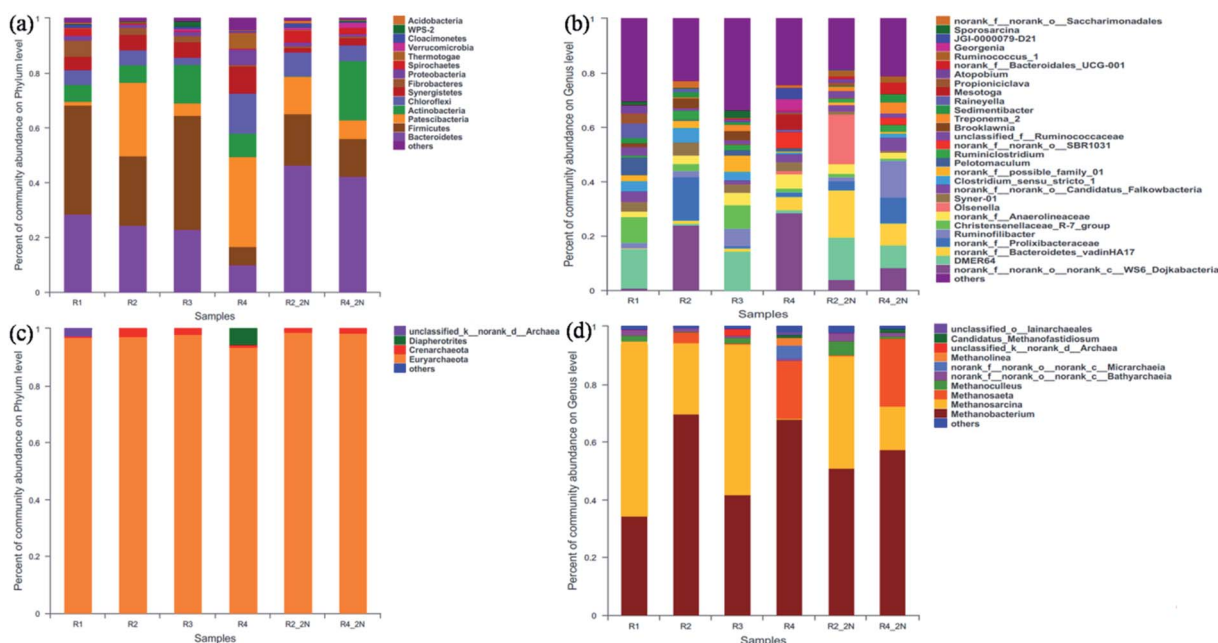 (a)
Percent of community abundance on Phylum level
1
0.8
0.6
0.4
0.2
0
R1
R2
R3
R4
R2_2N
R4_2N
Samples
Acidobacteria
WPS-2
Cloacimonetes
Verrucomicrobia
Thermotogae
Spirochaetes
Proteobacteria
Fibrobacteres
Synergistetes
Chloroflexi
Actinobacteria
Patescibacteria
Firmicutes
Bacteroidetes
others
(b)
Percent of community abundance on Genus level
1
0.8
0.6
0.4
0.2
0
R1
R2
R3
R4
R2_2N
R4_2N
Samples
norank_f__norank_o__Saccharimonadales
Sporosarcina
JGI-0000079-D21
Georgenia
Ruminococcus_1
norank_f__Bacteroidales_UCG-001
Atopobium
Propioniciclava
Mesotoga
Raineyella
Sedimentibacter
Treponema_2
Brooklawnia
unclassified_f__Ruminococcaceae
norank_f__norank_o__SBR1031
Ruminiclostridium
Pelotomaculum
norank_f__possible_family_01
Clostridium_sensu_stricto_1
norank_f__norank_o__Candidatus_Falkowbacteria
Syner-01
Olsenella
norank_f__Anaerolineaceae
Christensenellaceae_R-7_group
Ruminofilibacter
norank_f__Prolixibacteraceae
norank_f__Bacteroidetes_vadinHA17
DMER64
norank_f__norank_o__norank_c__WS6_Dojkabacteria
others
(c)
Percent of community abundance on Phylum level
1
0.8
0.6
0.4
0.2
0
R1
R2
R3
R4
R2_2N
R4_2N
Samples
unclassified_k__norank_d__Archaea
Diapherotrites
Crenarchaeota
Euryarchaeota
others
(d)
Percent of community abundance on Genus level
1
0.8
0.6
0.4
0.2
0
R1
R2
R3
R4
R2_2N
R4_2N
Samples
unclassified_o__Iainarchaeales
Candidatus_Methanofastidiosum
unclassified_k__norank_d__Archaea
Methanolinea
norank_f__norank_o__norank_c__Micrarchaeia
norank_f__norank_o__norank_c__Bathyarchaeia
Methanoculleus
Methanosaeta
Methanosarcina
Methanobacterium
others